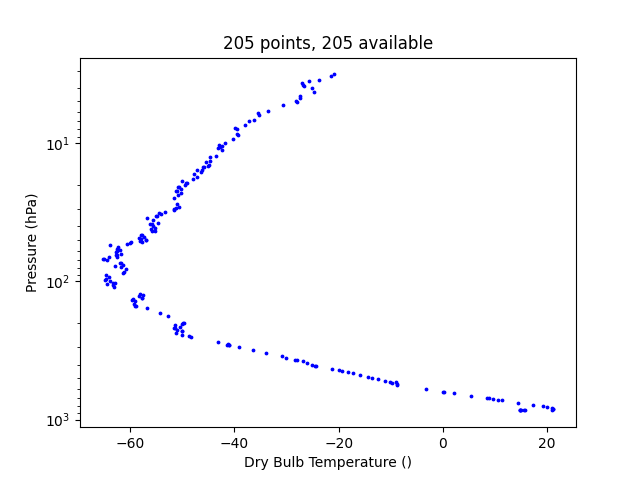 205 points, 205 available
10¹
10²
10³
Pressure (hPa)
−60
−40
−20
0
20
Dry Bulb Temperature ()